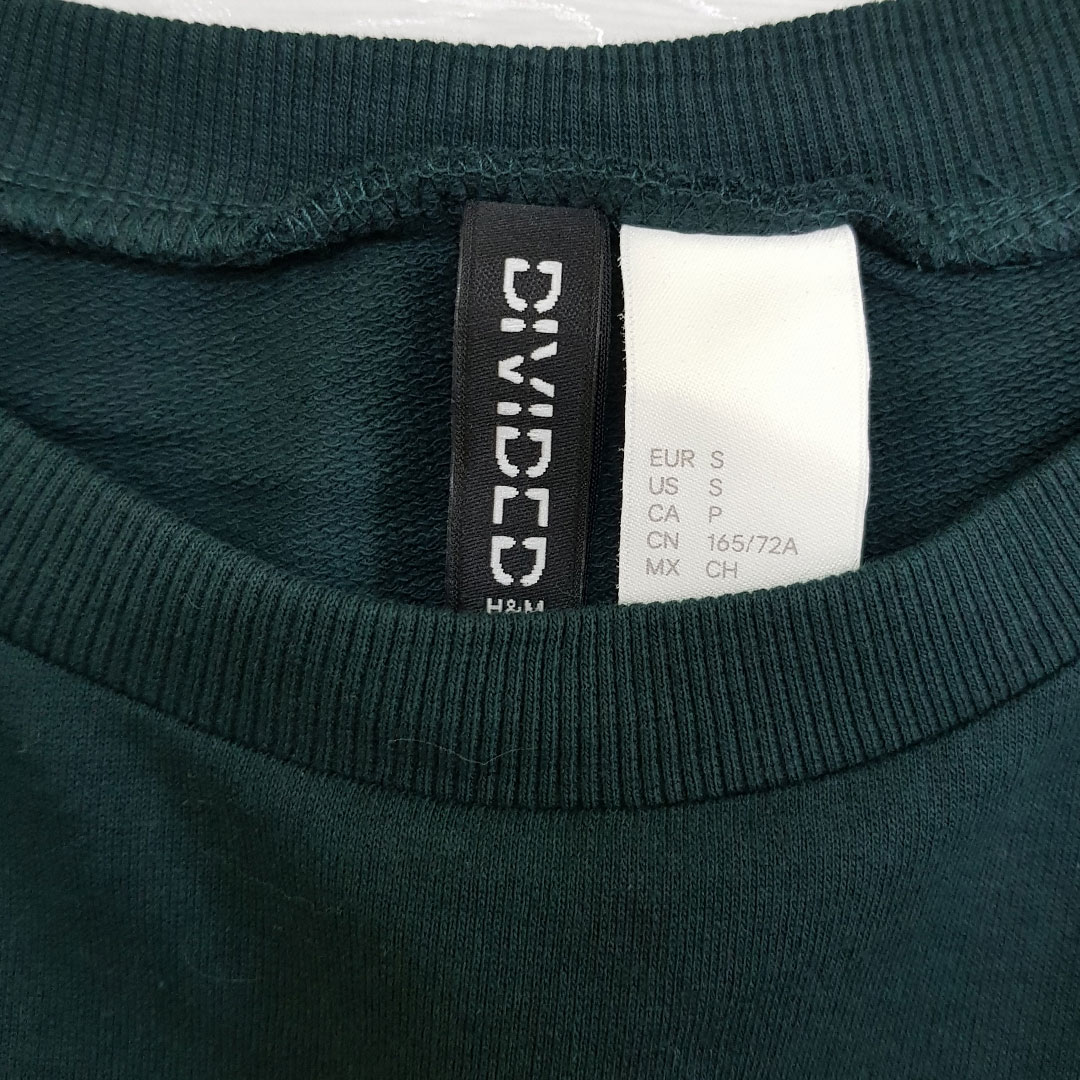 DIVIDED
H&M
EUR S
US S
CA P
CN 165/72A
MX CH